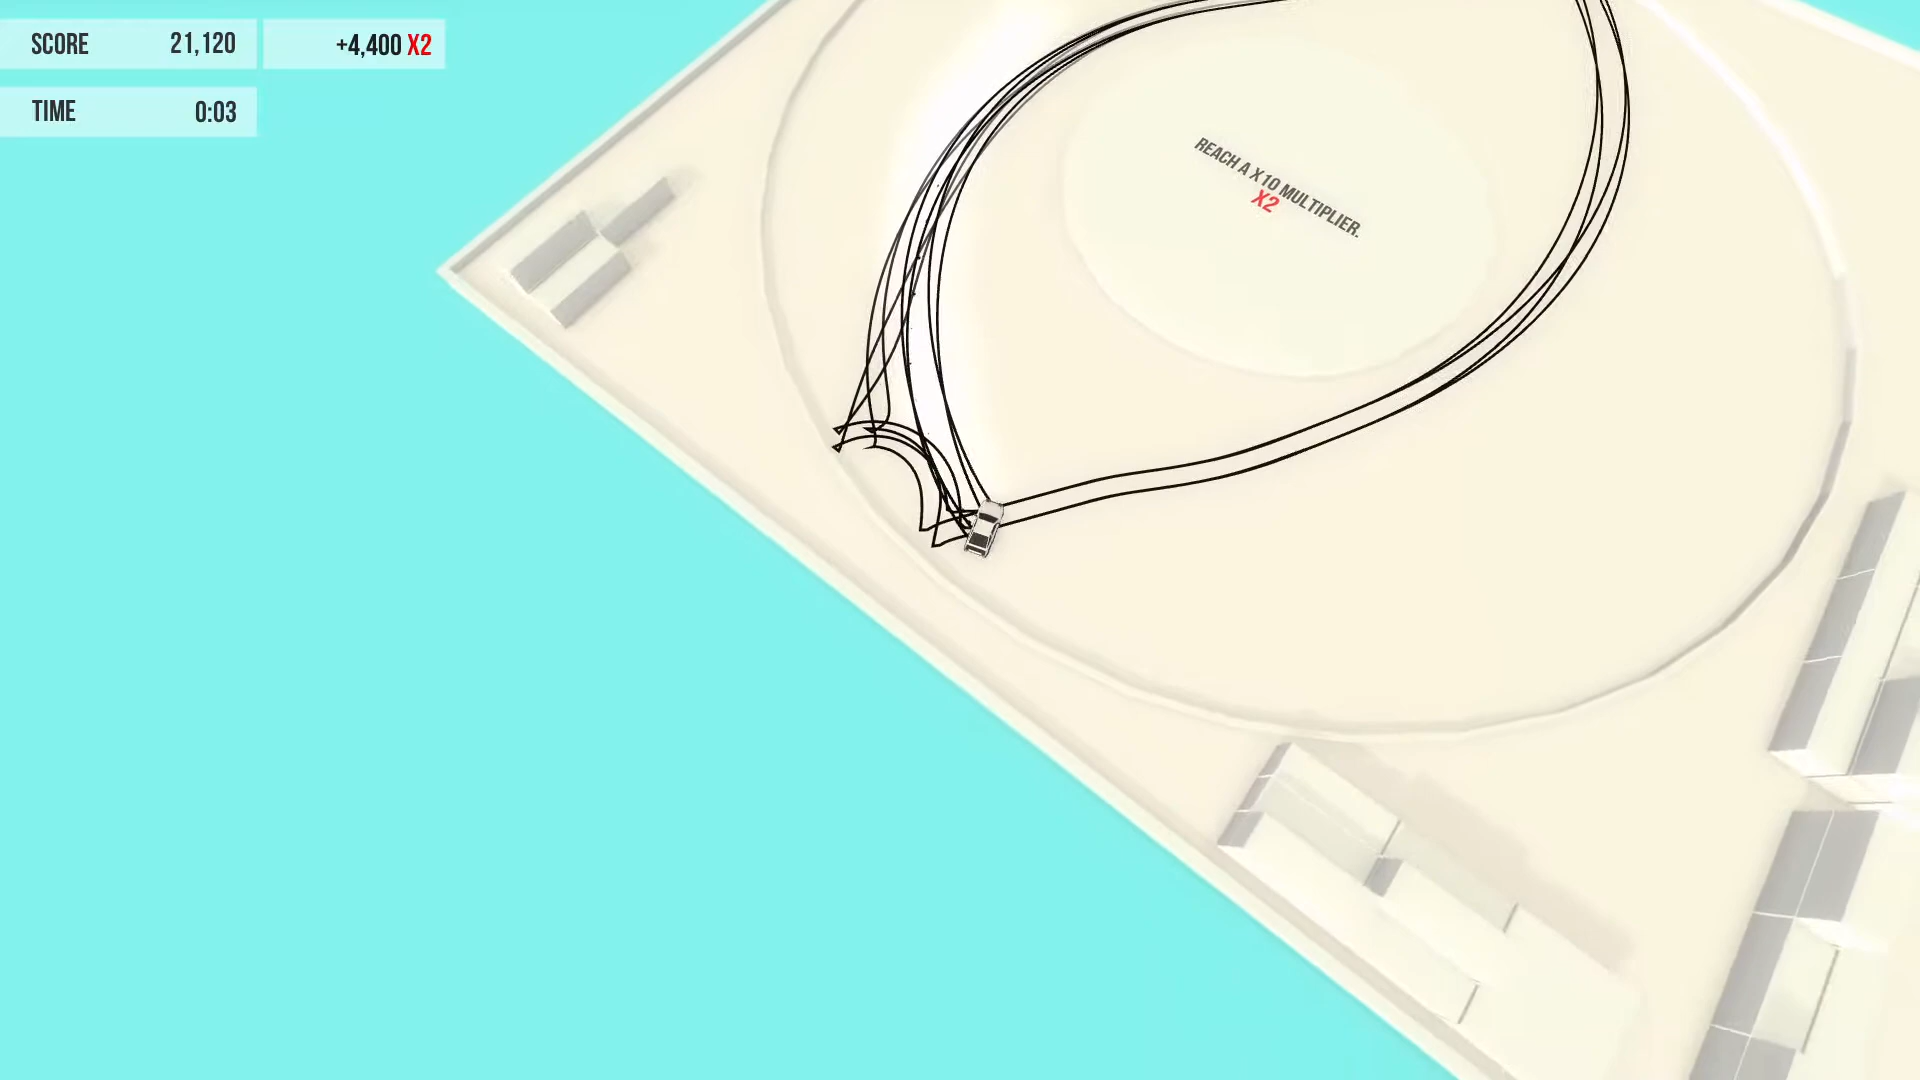 SCORE 21,120 +4,400 X2
TIME 0:03
REACH A X10 MULTIPLIER.
X2